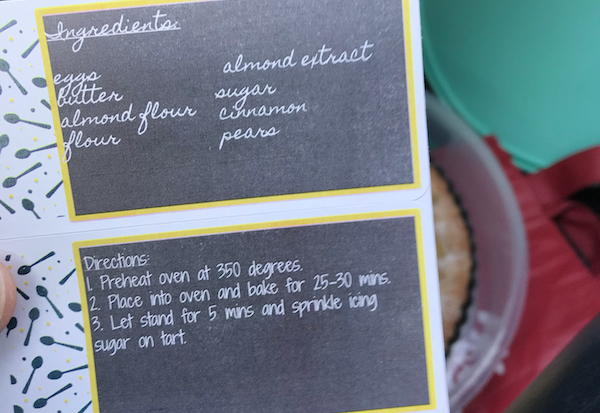 Ingredients:
eggs
butter
almond flour
flour
almond extract
sugar
cinnamon
pears
Directions:
1. Preheat oven at 350 degrees.
2. Place into oven and bake for 25-30 mins.
3. Let stand for 5 mins and sprinkle icing
sugar on tart.